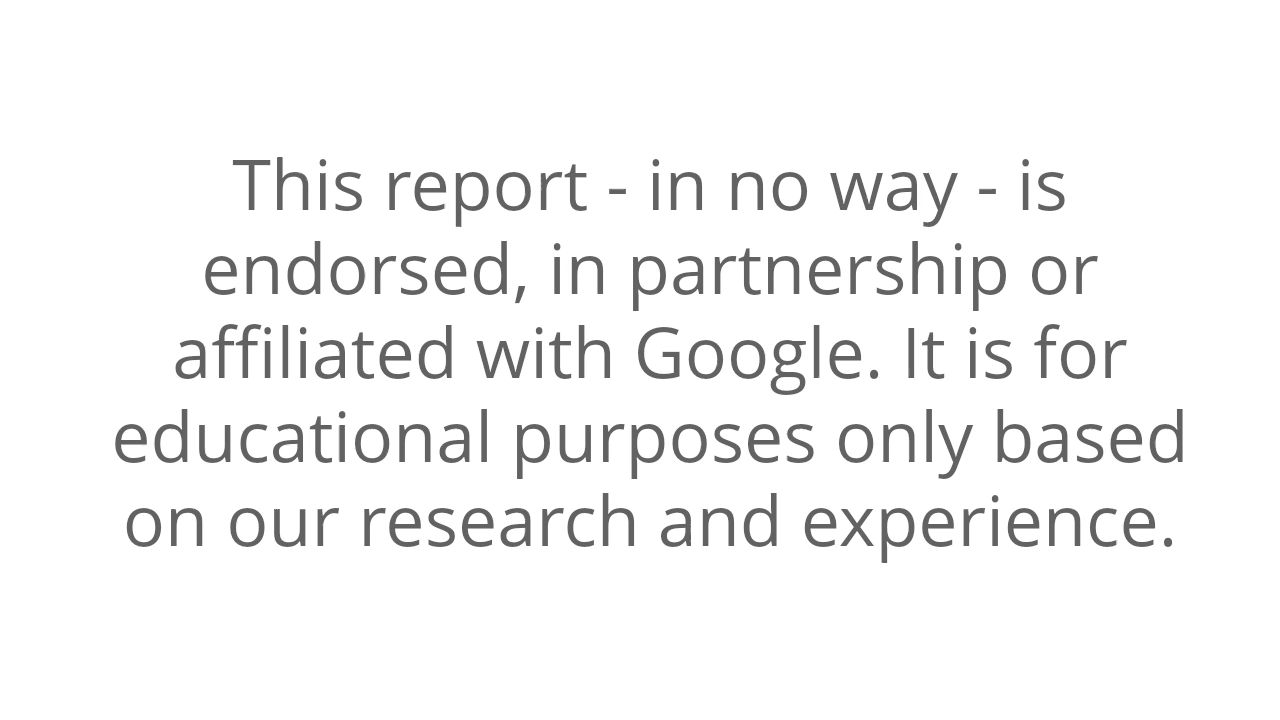 This report - in no way - is
endorsed, in partnership or
affiliated with Google. It is for
educational purposes only based
on our research and experience.